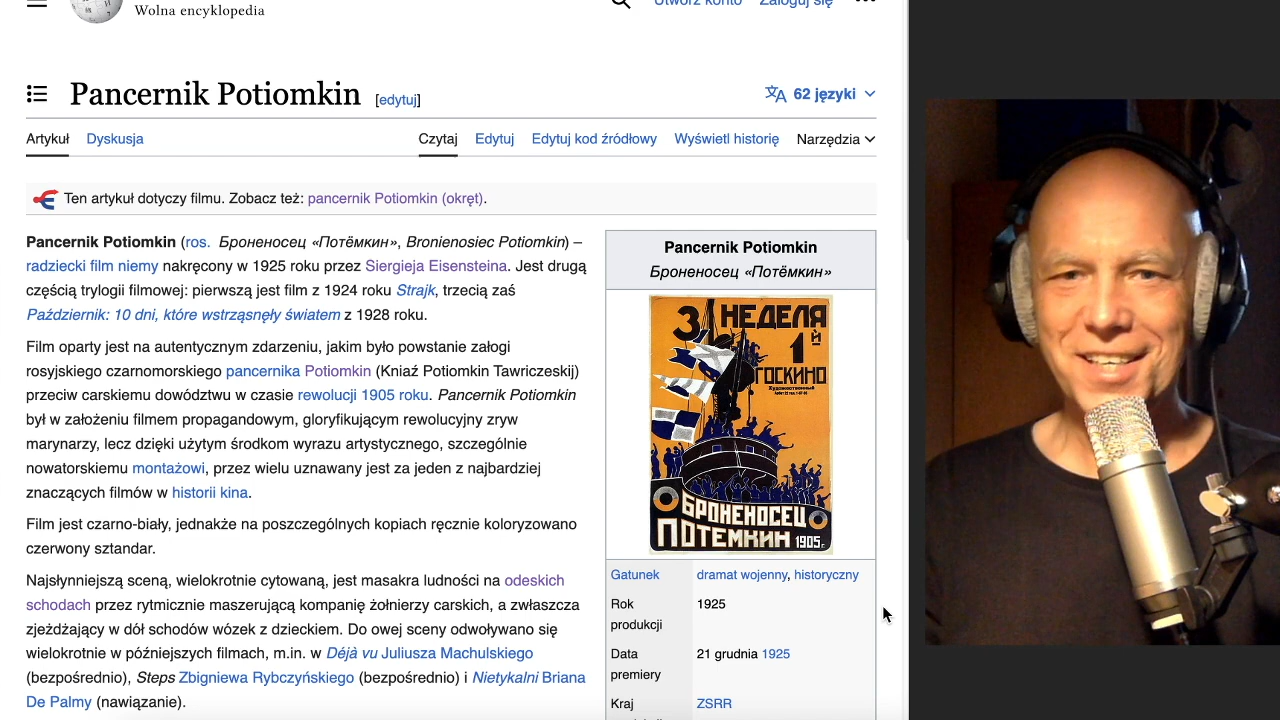 Wolna encyklopedia
Utwórz konto Zaloguj się
Pancernik Potiomkin [edytuj]
62 języki
Artykuł Dyskusja Czytaj Edytuj Edytuj kod źródłowy Wyświetl historię Narzędzia
Ten artykuł dotyczy filmu. Zobacz też: pancernik Potiomkin (okręt).
Pancernik Potiomkin (ros. Броненосец «Потёмкин», Bronienosiec Potiomkin) –
radziecki film niemy nakręcony w 1925 roku przez Siergieja Eisensteina. Jest drugą
częścią trylogii filmowej: pierwszą jest film z 1924 roku Strajk, trzecią zaś
Październik: 10 dni, które wstrząsnęły światem z 1928 roku.
Film oparty jest na autentycznym zdarzeniu, jakim było powstanie załogi
rosyjskiego czarnomorskiego pancernika Potiomkin (Kniaź Potiomkin Tawriczeskij)
przeciw carskiemu dowództwu w czasie rewolucji 1905 roku. Pancernik Potiomkin
był w założeniu filmem propagandowym, gloryfikującym rewolucyjny zryw
marynarzy, lecz dzięki użytym środkom wyrazu artystycznego, szczególnie
nowatorskiemu montażowi, przez wielu uznawany jest za jeden z najbardziej
znaczących filmów w historii kina.
Film jest czarno-biały, jednakże na poszczególnych kopiach ręcznie koloryzowano
czerwony sztandar.
Najsłynniejszą sceną, wielokrotnie cytowaną, jest masakra ludności na odeskich
schodach przez rytmicznie maszerującą kompanię żołnierzy carskich, a zwłaszcza
zjeżdżający w dół schodów wózek z dzieckiem. Do owej sceny odwoływano się
wielokrotnie w późniejszych filmach, m.in. w Déjà vu Juliusza Machulskiego
(bezpośrednio), Steps Zbigniewa Rybczyńskiego (bezpośrednio) i Nietykalni Briana
De Palmy (nawiązanie).
Pancernik Potiomkin
Броненосец «Потёмкин»
3 НЕДЕЛЯ
1й
ГОСКИНО
Художественный
БРОНЕНОСЕЦ
ПОТЕМКИН 1905г.
Gatunek dramat wojenny, historyczny
Rok produkcji 1925
Data premiery 21 grudnia 1925
Kraj ZSRR